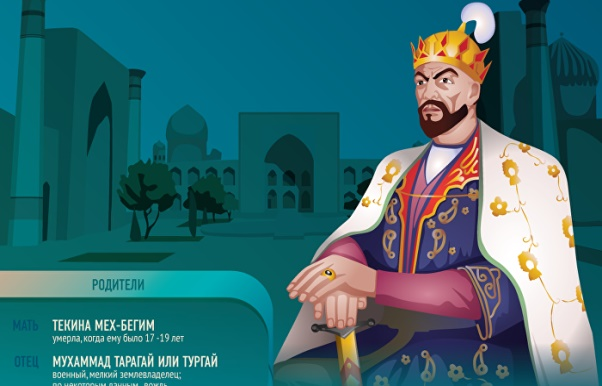 РОДИТЕЛИ
МАТЬ ТЕКИНА МЕХ-БЕГИМ
умерла, когда ему было 17 -19 лет
ОТЕЦ МУХАММАД ТАРАГАЙ ИЛИ ТУРГАЙ
военный, мелкий землевладелец;
по некоторым данным, вождь